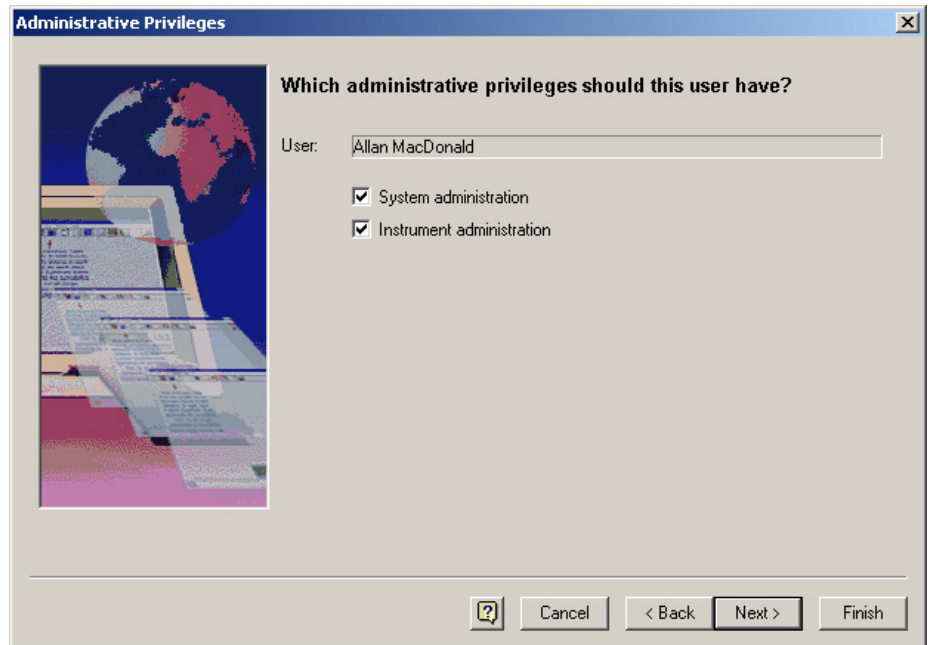 Administrative Privileges
Which administrative privileges should this user have?
User: Allan MacDonald
System administration
Instrument administration
Cancel < Back Next > Finish